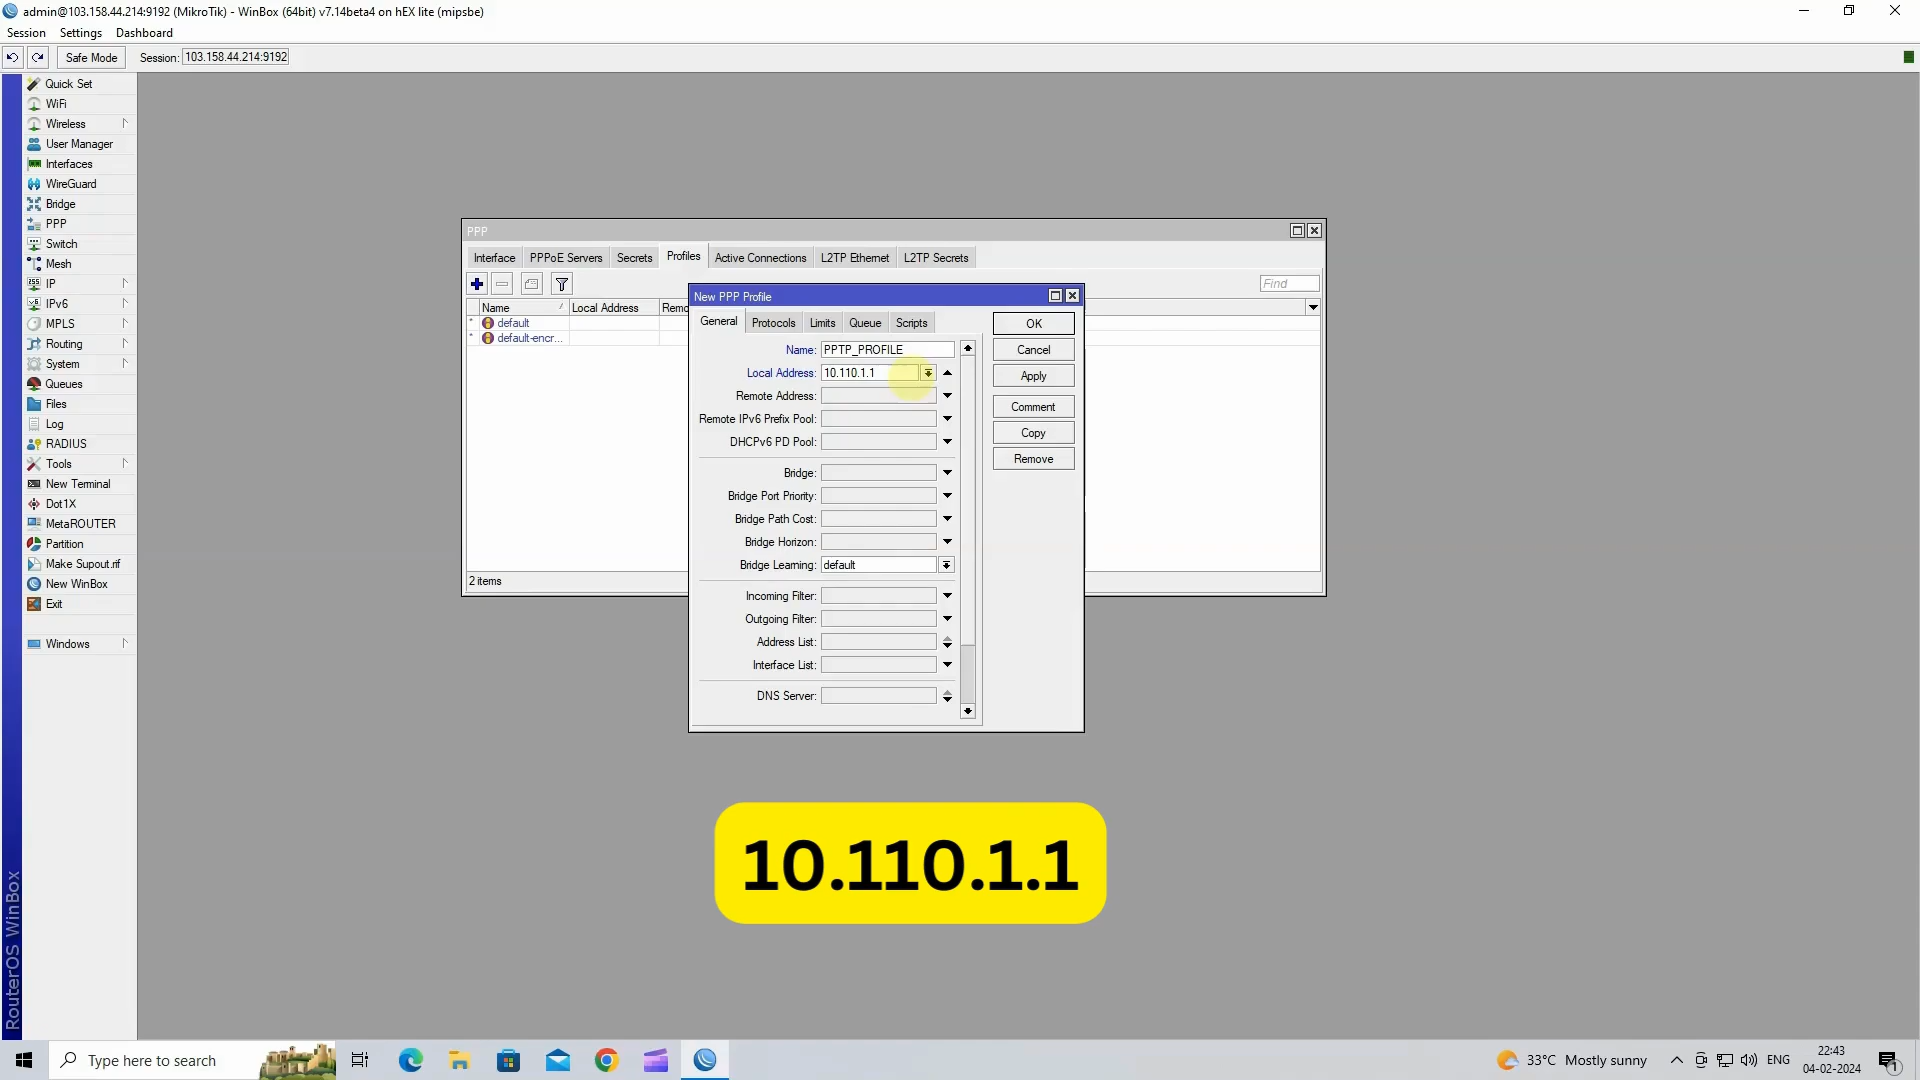 admin@103.158.44.214:9192 (MikroTik) - WinBox (64bit) v7.14beta4 on hEX lite (mipsbe)
Session Settings Dashboard
Safe Mode Session: 103.158.44.214:9192
Quick Set
WiFi
Wireless
User Manager
Interfaces
WireGuard
Bridge
PPP
Switch
Mesh
IP
IPv6
MPLS
Routing
System
Queues
Files
Log
RADIUS
Tools
New Terminal
Dot1X
MetaROUTER
Partition
Make Supout.rif
New WinBox
Exit
Windows
RouterOS WinBox
PPP
Interface PPPoE Servers Secrets Profiles Active Connections L2TP Ethernet L2TP Secrets
Find
Name Local Address Remo
* default
* default-encr...
2 items
New PPP Profile
General Protocols Limits Queue Scripts
Name: PPTP_PROFILE
Local Address: 10.110.1.1
Remote Address:
Remote IPv6 Prefix Pool:
DHCPv6 PD Pool:
Bridge:
Bridge Port Priority:
Bridge Path Cost:
Bridge Horizon:
Bridge Learning: default
Incoming Filter:
Outgoing Filter:
Address List:
Interface List:
DNS Server:
OK
Cancel
Apply
Comment
Copy
Remove
10.110.1.1
Type here to search
33°C Mostly sunny
ENG
22:43
04-02-2024
1